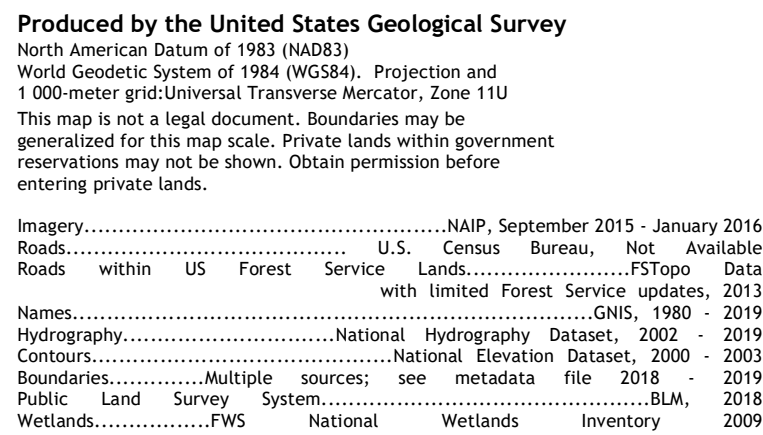 Produced by the United States Geological Survey
North American Datum of 1983 (NAD83)
World Geodetic System of 1984 (WGS84). Projection and
1 000-meter grid:Universal Transverse Mercator, Zone 11U
This map is not a legal document. Boundaries may be
generalized for this map scale. Private lands within government
reservations may not be shown. Obtain permission before
entering private lands.
Imagery.....................................................NAIP, September 2015 - January 2016
Roads......................................... U.S. Census Bureau, Not Available
Roads within US Forest Service Lands........................FSTopo Data
with limited Forest Service updates, 2013
Names............................................................................GNIS, 1980 - 2019
Hydrography...............................National Hydrography Dataset, 2002 - 2019
Contours............................................National Elevation Dataset, 2000 - 2003
Boundaries..............Multiple sources; see metadata file 2018 - 2019
Public Land Survey System...............................................BLM, 2018
Wetlands.................FWS National Wetlands Inventory 2009